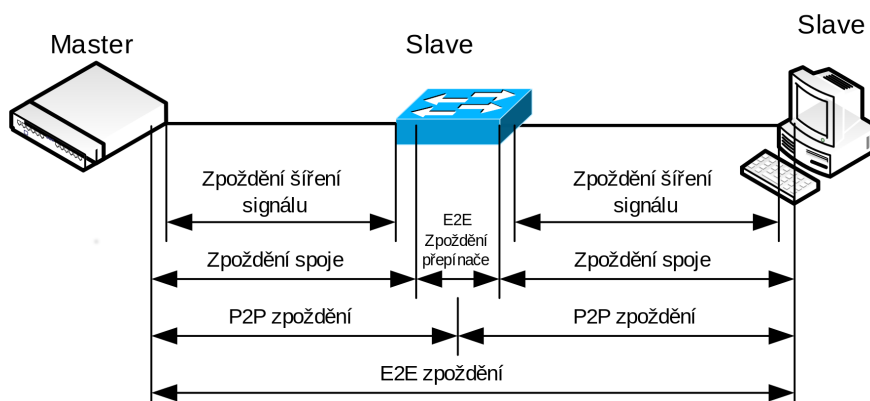 Master
Slave
Slave
Zpoždění šíření
signálu
Zpoždění šíření
signálu
E2E
Zpoždění
přepínače
Zpoždění spoje
Zpoždění spoje
P2P zpoždění
P2P zpoždění
E2E zpoždění